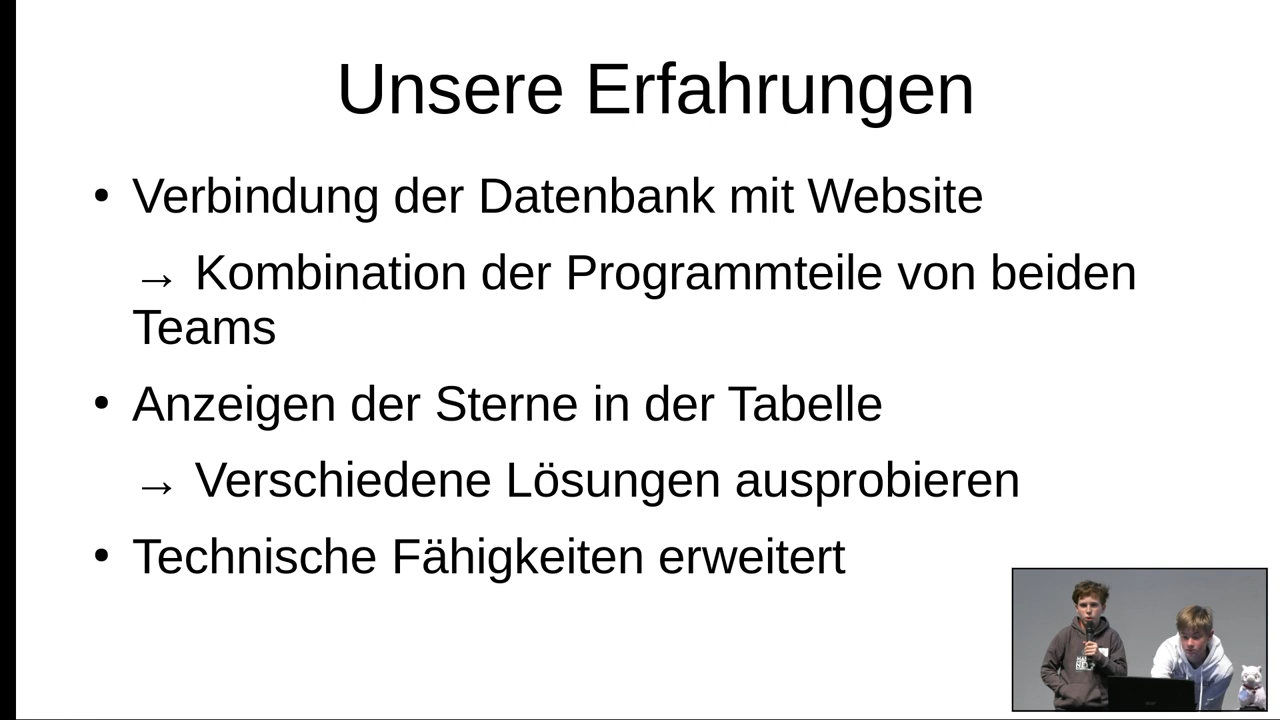 Unsere Erfahrungen
• Verbindung der Datenbank mit Website
→ Kombination der Programmteile von beiden
Teams
• Anzeigen der Sterne in der Tabelle
→ Verschiedene Lösungen ausprobieren
• Technische Fähigkeiten erweitert